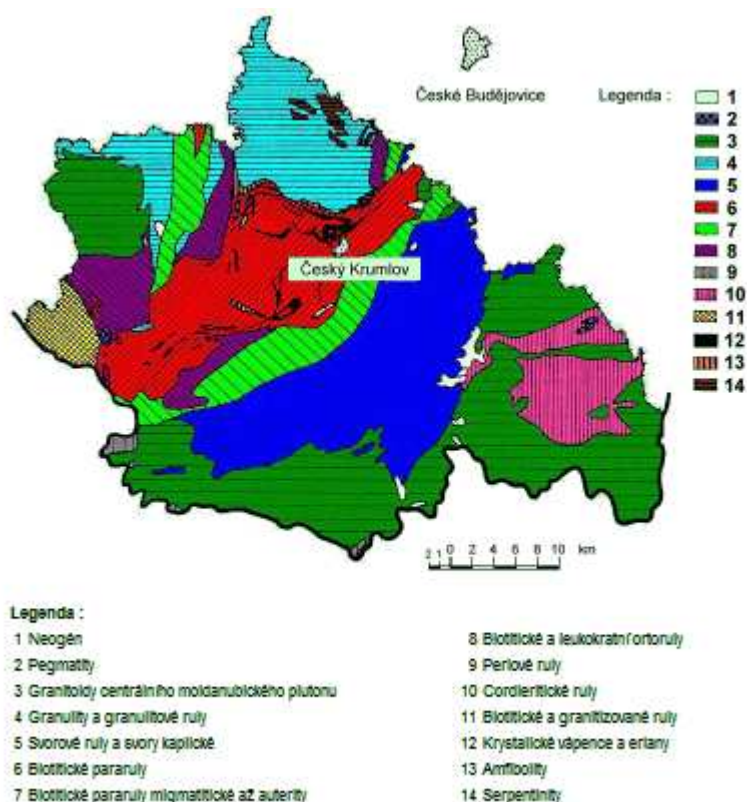 České Budějovice
Legenda :
1
2
3
4
5
6
7
8
9
10
11
12
13
14
Český Krumlov
2 1 0 2 4 6 8 10 km
Legenda :
1 Neogén
2 Pegmatity
3 Granitoidy centrálního moldanubického plutonu
4 Granulity a granulitové ruly
5 Svorové ruly a svory kaplické
6 Biotitické pararuly
7 Biotitické pararuly migmatitické až auterity
8 Biotitické a leukokratní ortoruly
9 Perlové ruly
10 Cordieritické ruly
11 Biotitické a granitizované ruly
12 Krystalické vápence a erlany
13 Amfibolity
14 Serpentinity